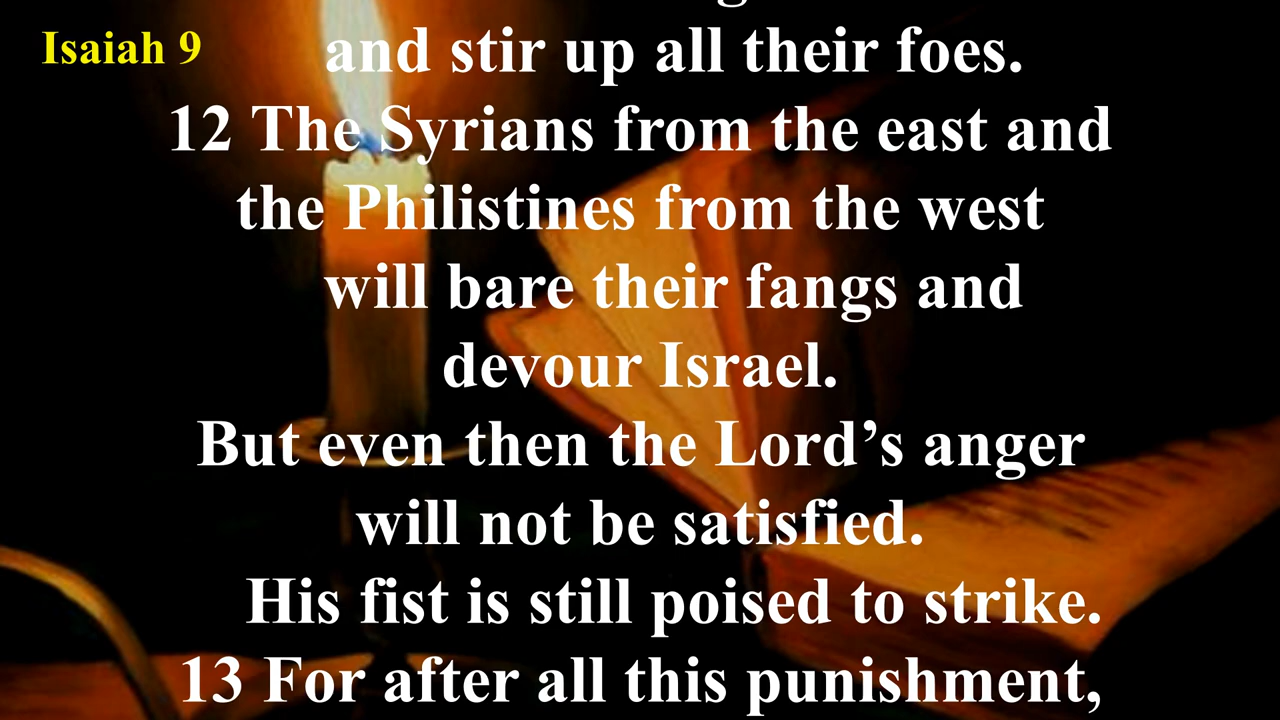 Isaiah 9
and stir up all their foes.
12 The Syrians from the east and
the Philistines from the west
will bare their fangs and
devour Israel.
But even then the Lord’s anger
will not be satisfied.
His fist is still poised to strike.
13 For after all this punishment,